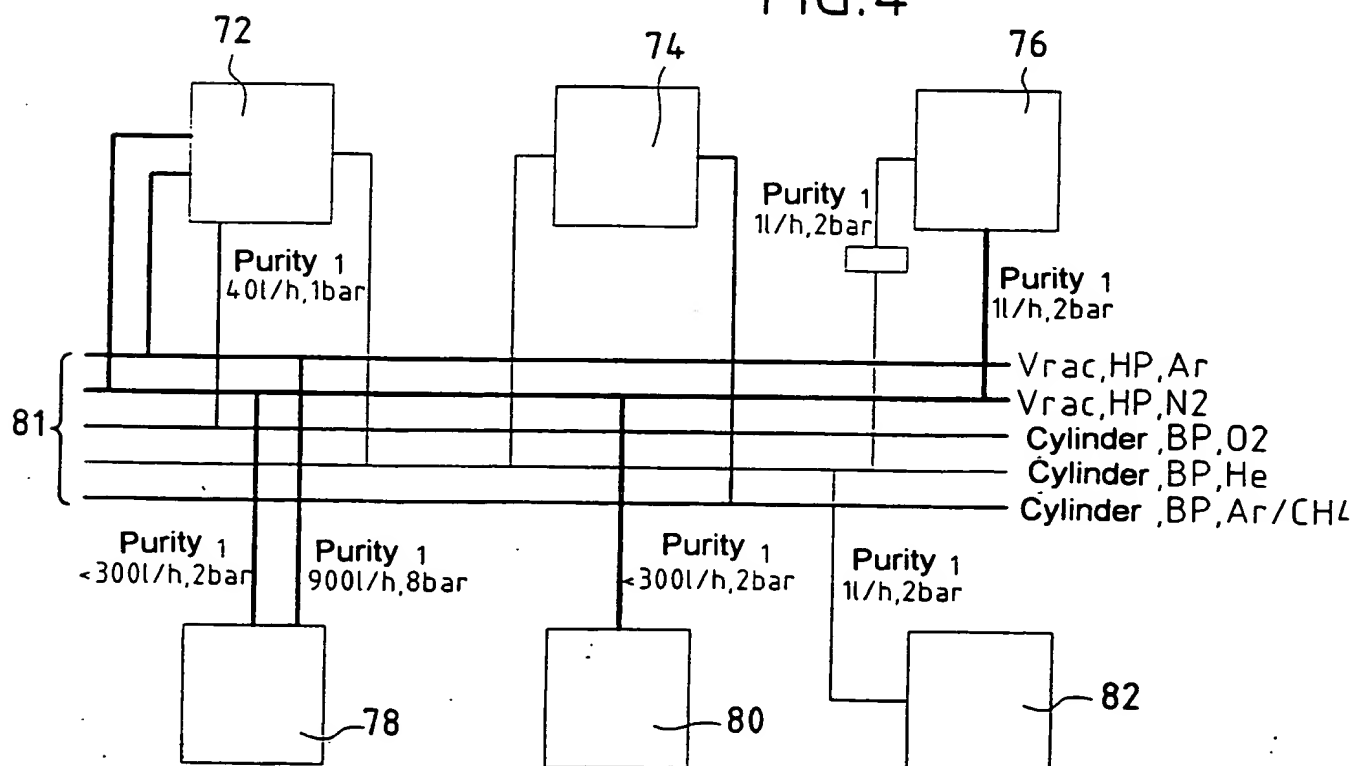 FIG.4
72
74
76
Purity 1
1l/h,2bar
Purity 1
40l/h,1bar
Purity 1
1l/h,2bar
81
Vrac,HP,Ar
Vrac,HP,N2
Cylinder,BP,O2
Cylinder,BP,He
Cylinder,BP,Ar/CH4
Purity 1
<300l/h,2bar
Purity 1
900l/h,8bar
Purity 1
<300l/h,2bar
Purity 1
1l/h,2bar
78
80
82